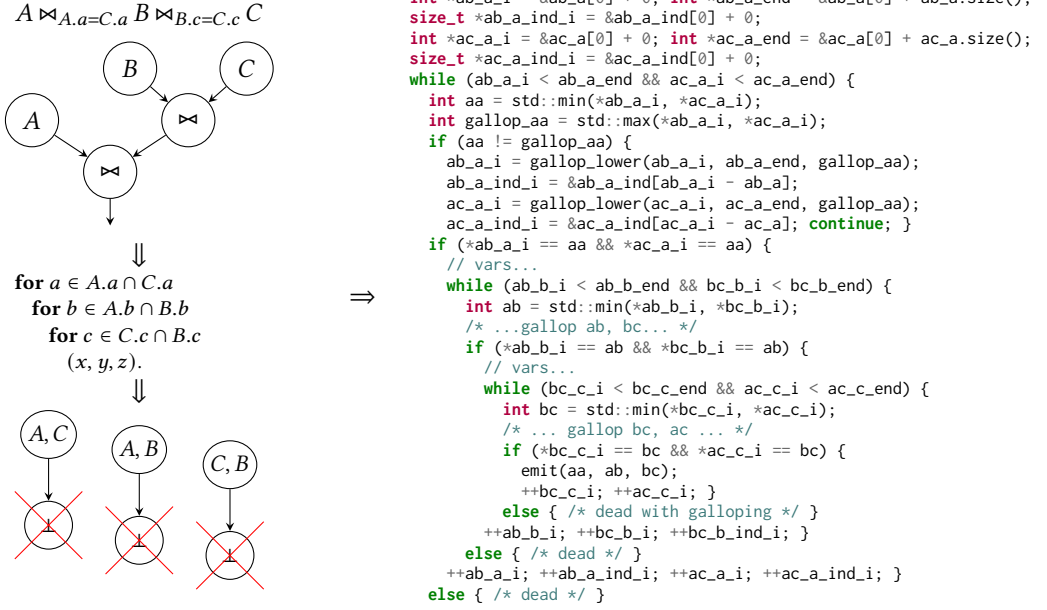 A ⋈A.a=C.a B ⋈B.c=C.c C
B
C
A
⋈
⋈
⇓
for a ∈ A.a ∩ C.a
for b ∈ A.b ∩ B.b
for c ∈ C.c ∩ B.c
(x, y, z).
⇓
A, C
A, B
C, B
⊥
⊥
⊥
⇒
size_t *ab_a_ind_i = &ab_a_ind[0] + 0;
int *ac_a_i = &ac_a[0] + 0; int *ac_a_end = &ac_a[0] + ac_a.size();
size_t *ac_a_ind_i = &ac_a_ind[0] + 0;
while (ab_a_i < ab_a_end && ac_a_i < ac_a_end) {
int aa = std::min(*ab_a_i, *ac_a_i);
int gallop_aa = std::max(*ab_a_i, *ac_a_i);
if (aa != gallop_aa) {
ab_a_i = gallop_lower(ab_a_i, ab_a_end, gallop_aa);
ab_a_ind_i = &ab_a_ind[ab_a_i - ab_a];
ac_a_i = gallop_lower(ac_a_i, ac_a_end, gallop_aa);
ac_a_ind_i = &ac_a_ind[ac_a_i - ac_a]; continue; }
if (*ab_a_i == aa && *ac_a_i == aa) {
// vars...
while (ab_b_i < ab_b_end && bc_b_i < bc_b_end) {
int ab = std::min(*ab_b_i, *bc_b_i);
/* ...gallop ab, bc... */
if (*ab_b_i == ab && *bc_b_i == ab) {
// vars...
while (bc_c_i < bc_c_end && ac_c_i < ac_c_end) {
int bc = std::min(*bc_c_i, *ac_c_i);
/* ... gallop bc, ac ... */
if (*bc_c_i == bc && *ac_c_i == bc) {
emit(aa, ab, bc);
++bc_c_i; ++ac_c_i; }
else { /* dead with galloping */ }
++ab_b_i; ++bc_b_i; ++bc_b_ind_i; }
else { /* dead */ }
++ab_a_i; ++ab_a_ind_i; ++ac_a_i; ++ac_a_ind_i; }
else { /* dead */ }